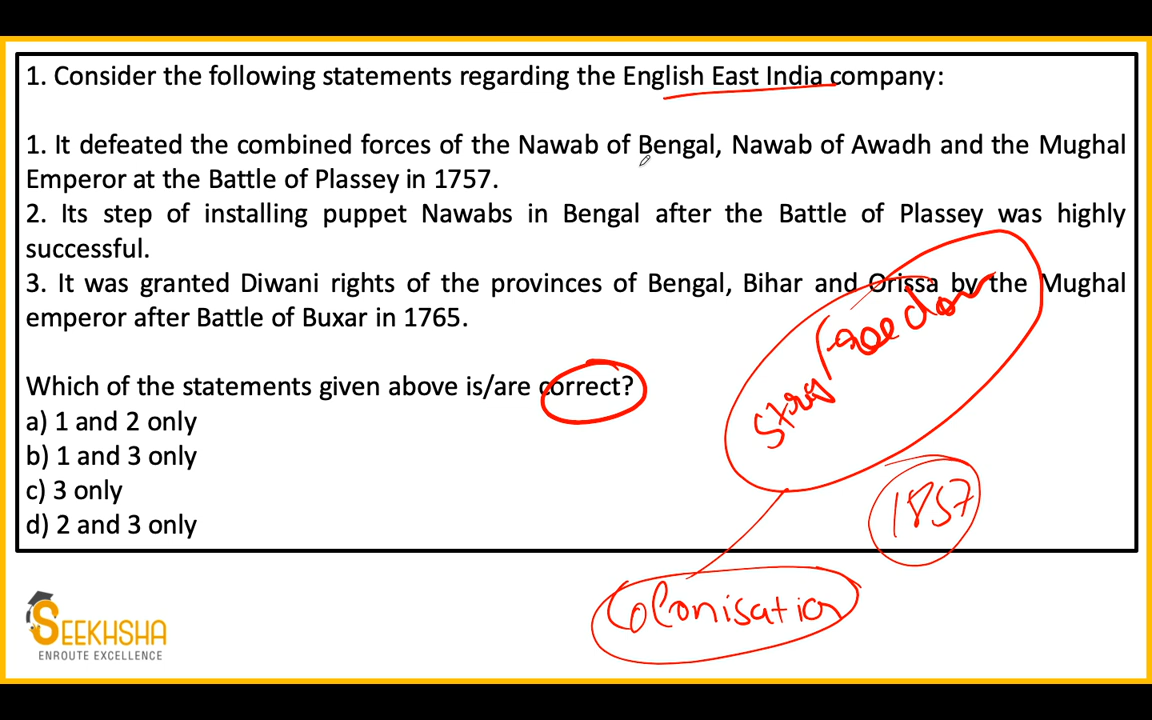 1. Consider the following statements regarding the English East India company:
1. It defeated the combined forces of the Nawab of Bengal, Nawab of Awadh and the Mughal
Emperor at the Battle of Plassey in 1757.
2. Its step of installing puppet Nawabs in Bengal after the Battle of Plassey was highly
successful.
3. It was granted Diwani rights of the provinces of Bengal, Bihar and Orissa by the Mughal
emperor after Battle of Buxar in 1765.
Which of the statements given above is/are correct?
a) 1 and 2 only
b) 1 and 3 only
c) 3 only
d) 2 and 3 only
1857
Colonisation
SEEKHSHA
ENROUTE EXCELLENCE